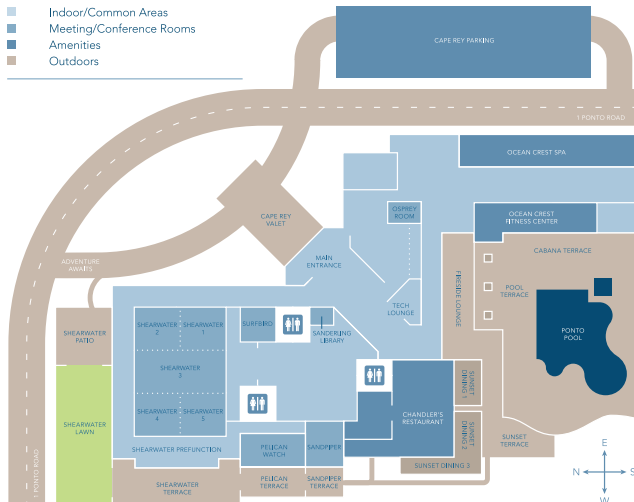 Indoor/Common Areas
Meeting/Conference Rooms
Amenities
Outdoors
CAPE REY PARKING
1 PONTO ROAD
OCEAN CREST SPA
CAPE REY
VALET
OSPREY
ROOM
OCEAN CREST
FITNESS CENTER
CABANA TERRACE
MAIN
ENTRANCE
ADVENTURE
AWAITS
FIRESIDE LOUNGE
POOL
TERRACE
TECH
LOUNGE
SHEARWATER
PATIO
SHEARWATER
2
SHEARWATER
1
SURFBIRD
SANDERLING
LIBRARY
PONTO
POOL
SHEARWATER
3
SUNSET
DINING 1
SHEARWATER
4
SHEARWATER
5
CHANDLER'S
RESTAURANT
SHEARWATER
LAWN
SUNSET
DINING 2
SUNSET
TERRACE
SHEARWATER PREFUNCTION
PELICAN
WATCH
SANDPIPER
SUNSET DINING 3
SHEARWATER
TERRACE
PELICAN
TERRACE
SANDPIPER
TERRACE
1 PONTO ROAD
E
N
S
W